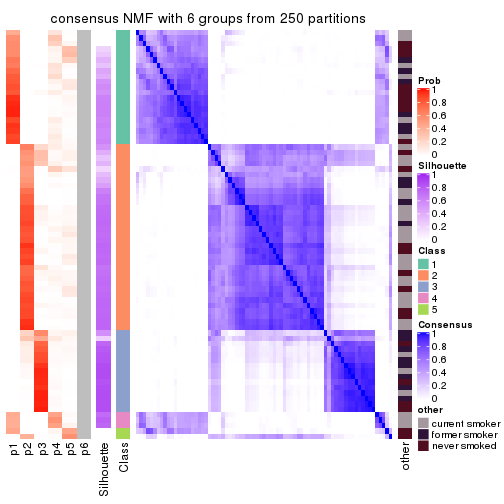 consensus NMF with 6 groups from 250 partitions
Prob
1
0.8
0.6
0.4
0.2
0
Silhouette
1
0.8
0.6
0.4
0.2
0
Class
1
2
3
4
5
Consensus
1
0.8
0.6
0.4
0.2
0
other
current smoker
former smoker
never smoked
p1
p2
p3
p4
p5
p6
Silhouette
Class
other